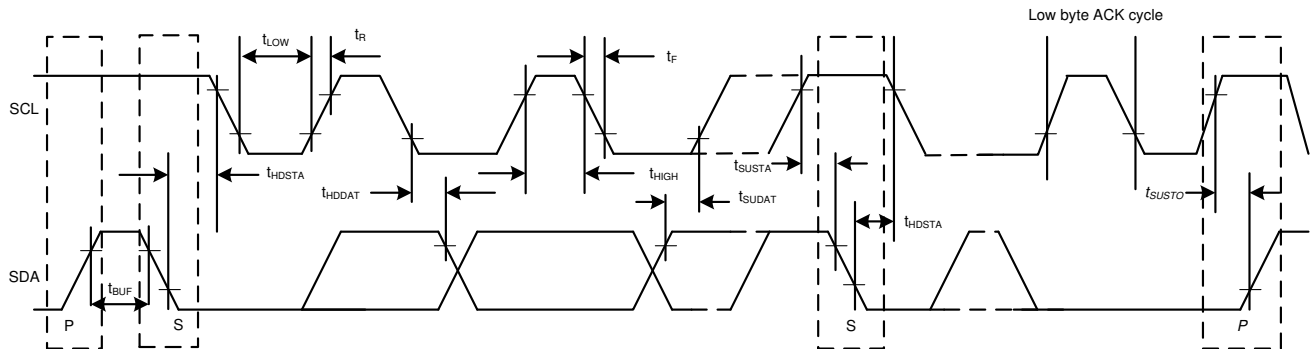 Low byte ACK cycle
tLOW
tR
tF
SCL
tHDSTA
tHDDAT
tHIGH
tSUSTA
tSUDAT
tSUSTO
tHDSTA
SDA
tBUF
P
S
S
P